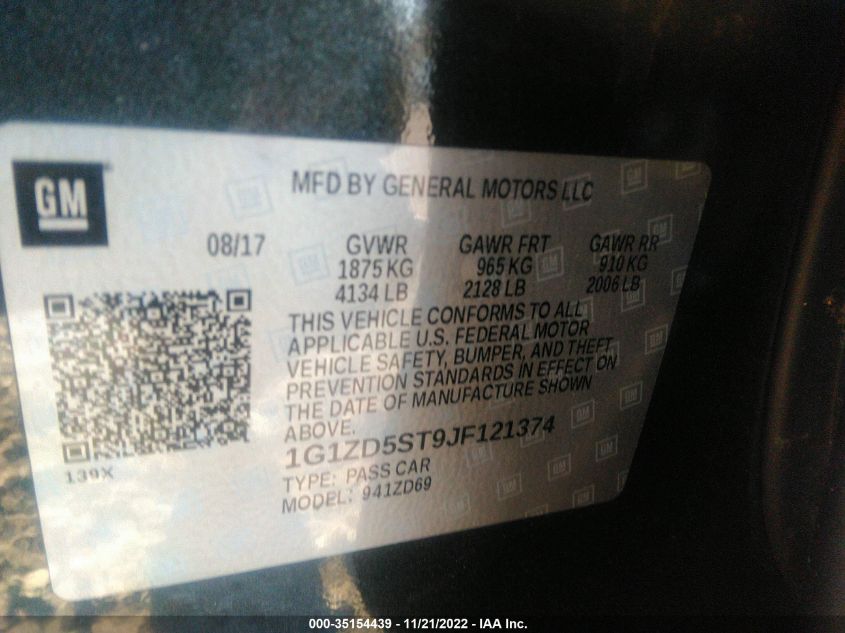 GM
MFD BY GENERAL MOTORS LLC
08/17 GVWR GAWR FRT GAWR RR
1875 KG 965 KG 910 KG
4134 LB 2128 LB 2006 LB
THIS VEHICLE CONFORMS TO ALL
APPLICABLE U.S. FEDERAL MOTOR
VEHICLE SAFETY, BUMPER, AND THEFT
PREVENTION STANDARDS IN EFFECT ON
THE DATE OF MANUFACTURE SHOWN
ABOVE.
1G1ZD5ST9JF121374
139X
TYPE: PASS CAR
MODEL: 941ZD69
000-35154439 - 11/21/2022 - IAA Inc.